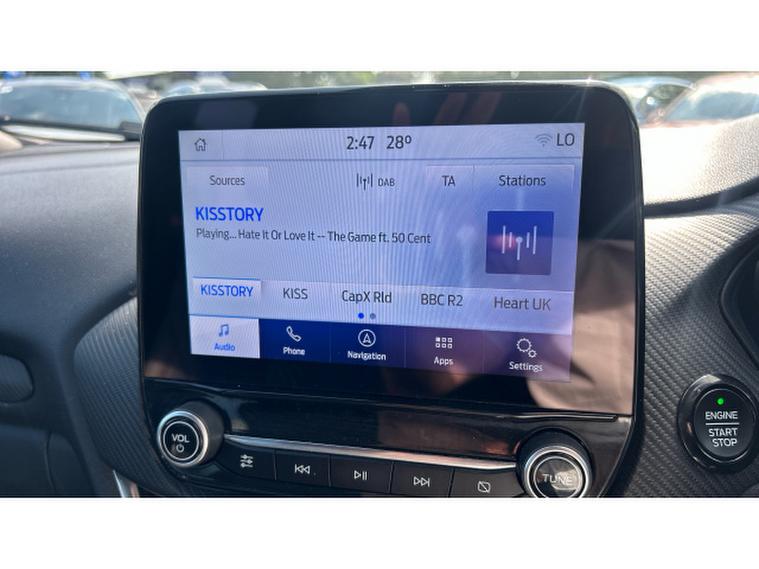 2:47 28° LO
Sources DAB TA Stations
KISSTORY
Playing... Hate It Or Love It -- The Game ft. 50 Cent
KISSTORY KISS CapX Rld BBC R2 Heart UK
Audio Phone Navigation Apps Settings
VOL
TUNE
ENGINE
START
STOP